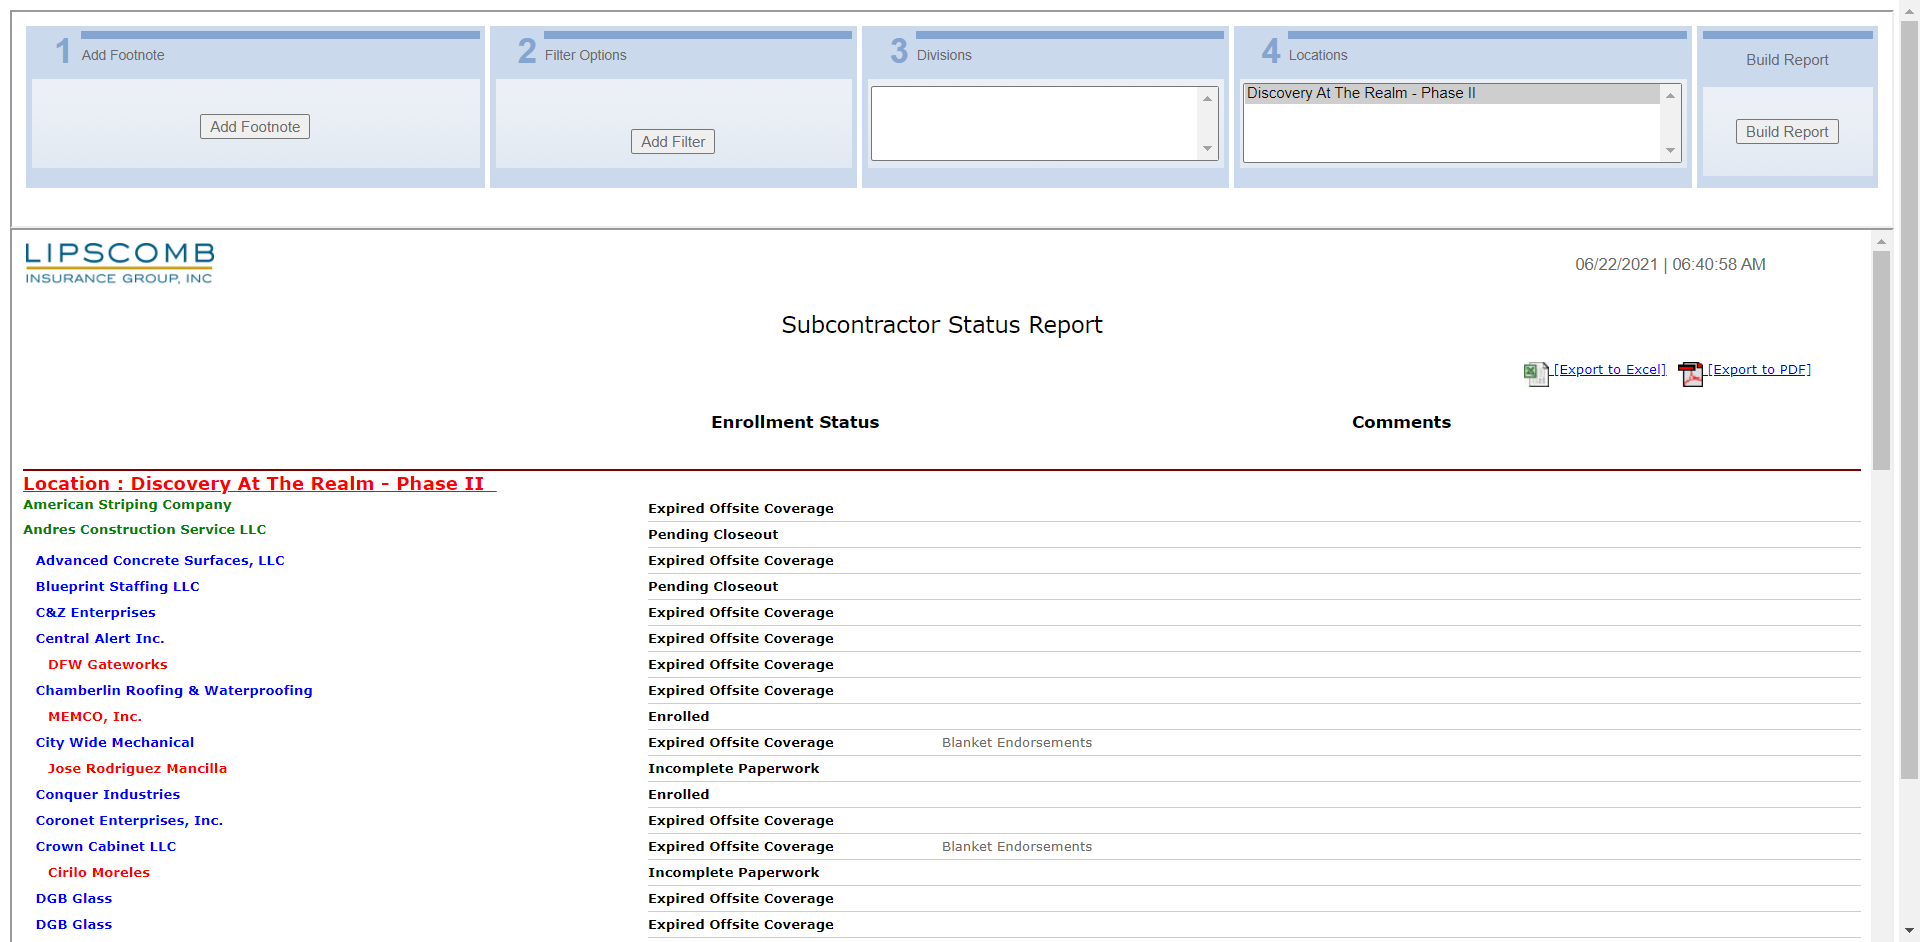 1 Add Footnote
Add Footnote
2 Filter Options
Add Filter
3 Divisions
4 Locations
Discovery At The Realm - Phase II
Build Report
Build Report
LIPSCOMB
INSURANCE GROUP, INC
06/22/2021 | 06:40:58 AM
Subcontractor Status Report
[Export to Excel] [Export to PDF]
Enrollment Status Comments
Location : Discovery At The Realm - Phase II
American Striping Company Expired Offsite Coverage
Andres Construction Service LLC Pending Closeout
Advanced Concrete Surfaces, LLC Expired Offsite Coverage
Blueprint Staffing LLC Pending Closeout
C&Z Enterprises Expired Offsite Coverage
Central Alert Inc. Expired Offsite Coverage
DFW Gateworks Expired Offsite Coverage
Chamberlin Roofing & Waterproofing Expired Offsite Coverage
MEMCO, Inc. Enrolled
City Wide Mechanical Expired Offsite Coverage Blanket Endorsements
Jose Rodriguez Mancilla Incomplete Paperwork
Conquer Industries Enrolled
Coronet Enterprises, Inc. Expired Offsite Coverage
Crown Cabinet LLC Expired Offsite Coverage Blanket Endorsements
Cirilo Moreles Incomplete Paperwork
DGB Glass Expired Offsite Coverage
DGB Glass Expired Offsite Coverage